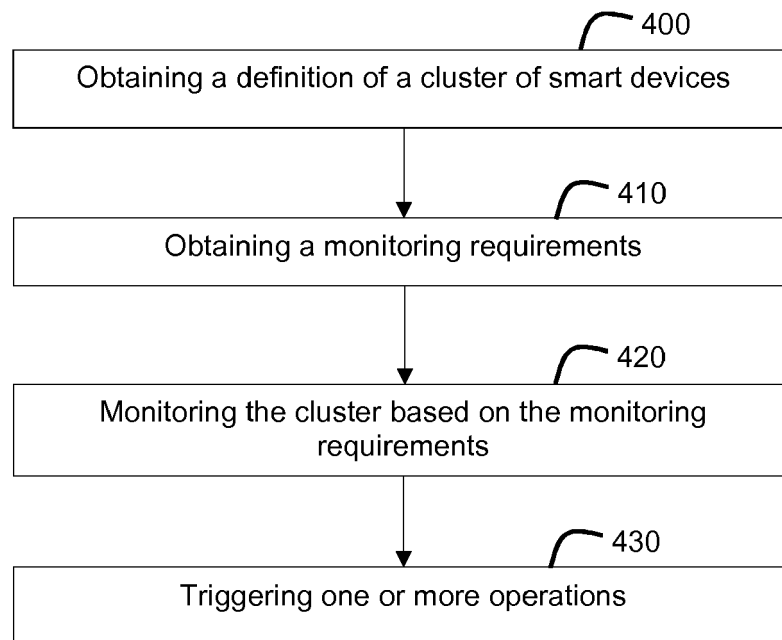 400
Obtaining a definition of a cluster of smart devices
410
Obtaining a monitoring requirements
420
Monitoring the cluster based on the monitoring
requirements
430
Triggering one or more operations